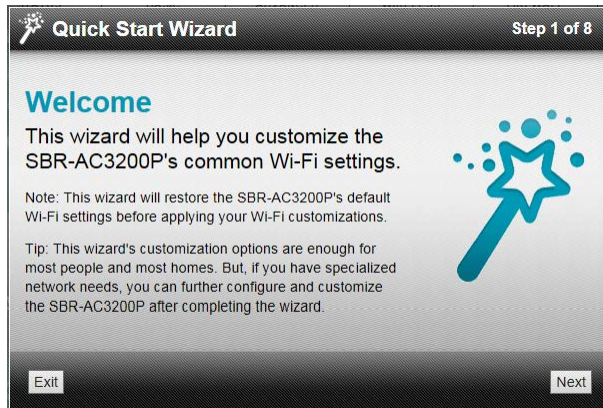 Quick Start Wizard
Step 1 of 8
Welcome
This wizard will help you customize the
SBR-AC3200P's common Wi-Fi settings.
Note: This wizard will restore the SBR-AC3200P's default
Wi-Fi settings before applying your Wi-Fi customizations.
Tip: This wizard's customization options are enough for
most people and most homes. But, if you have specialized
network needs, you can further configure and customize
the SBR-AC3200P after completing the wizard.
Exit
Next